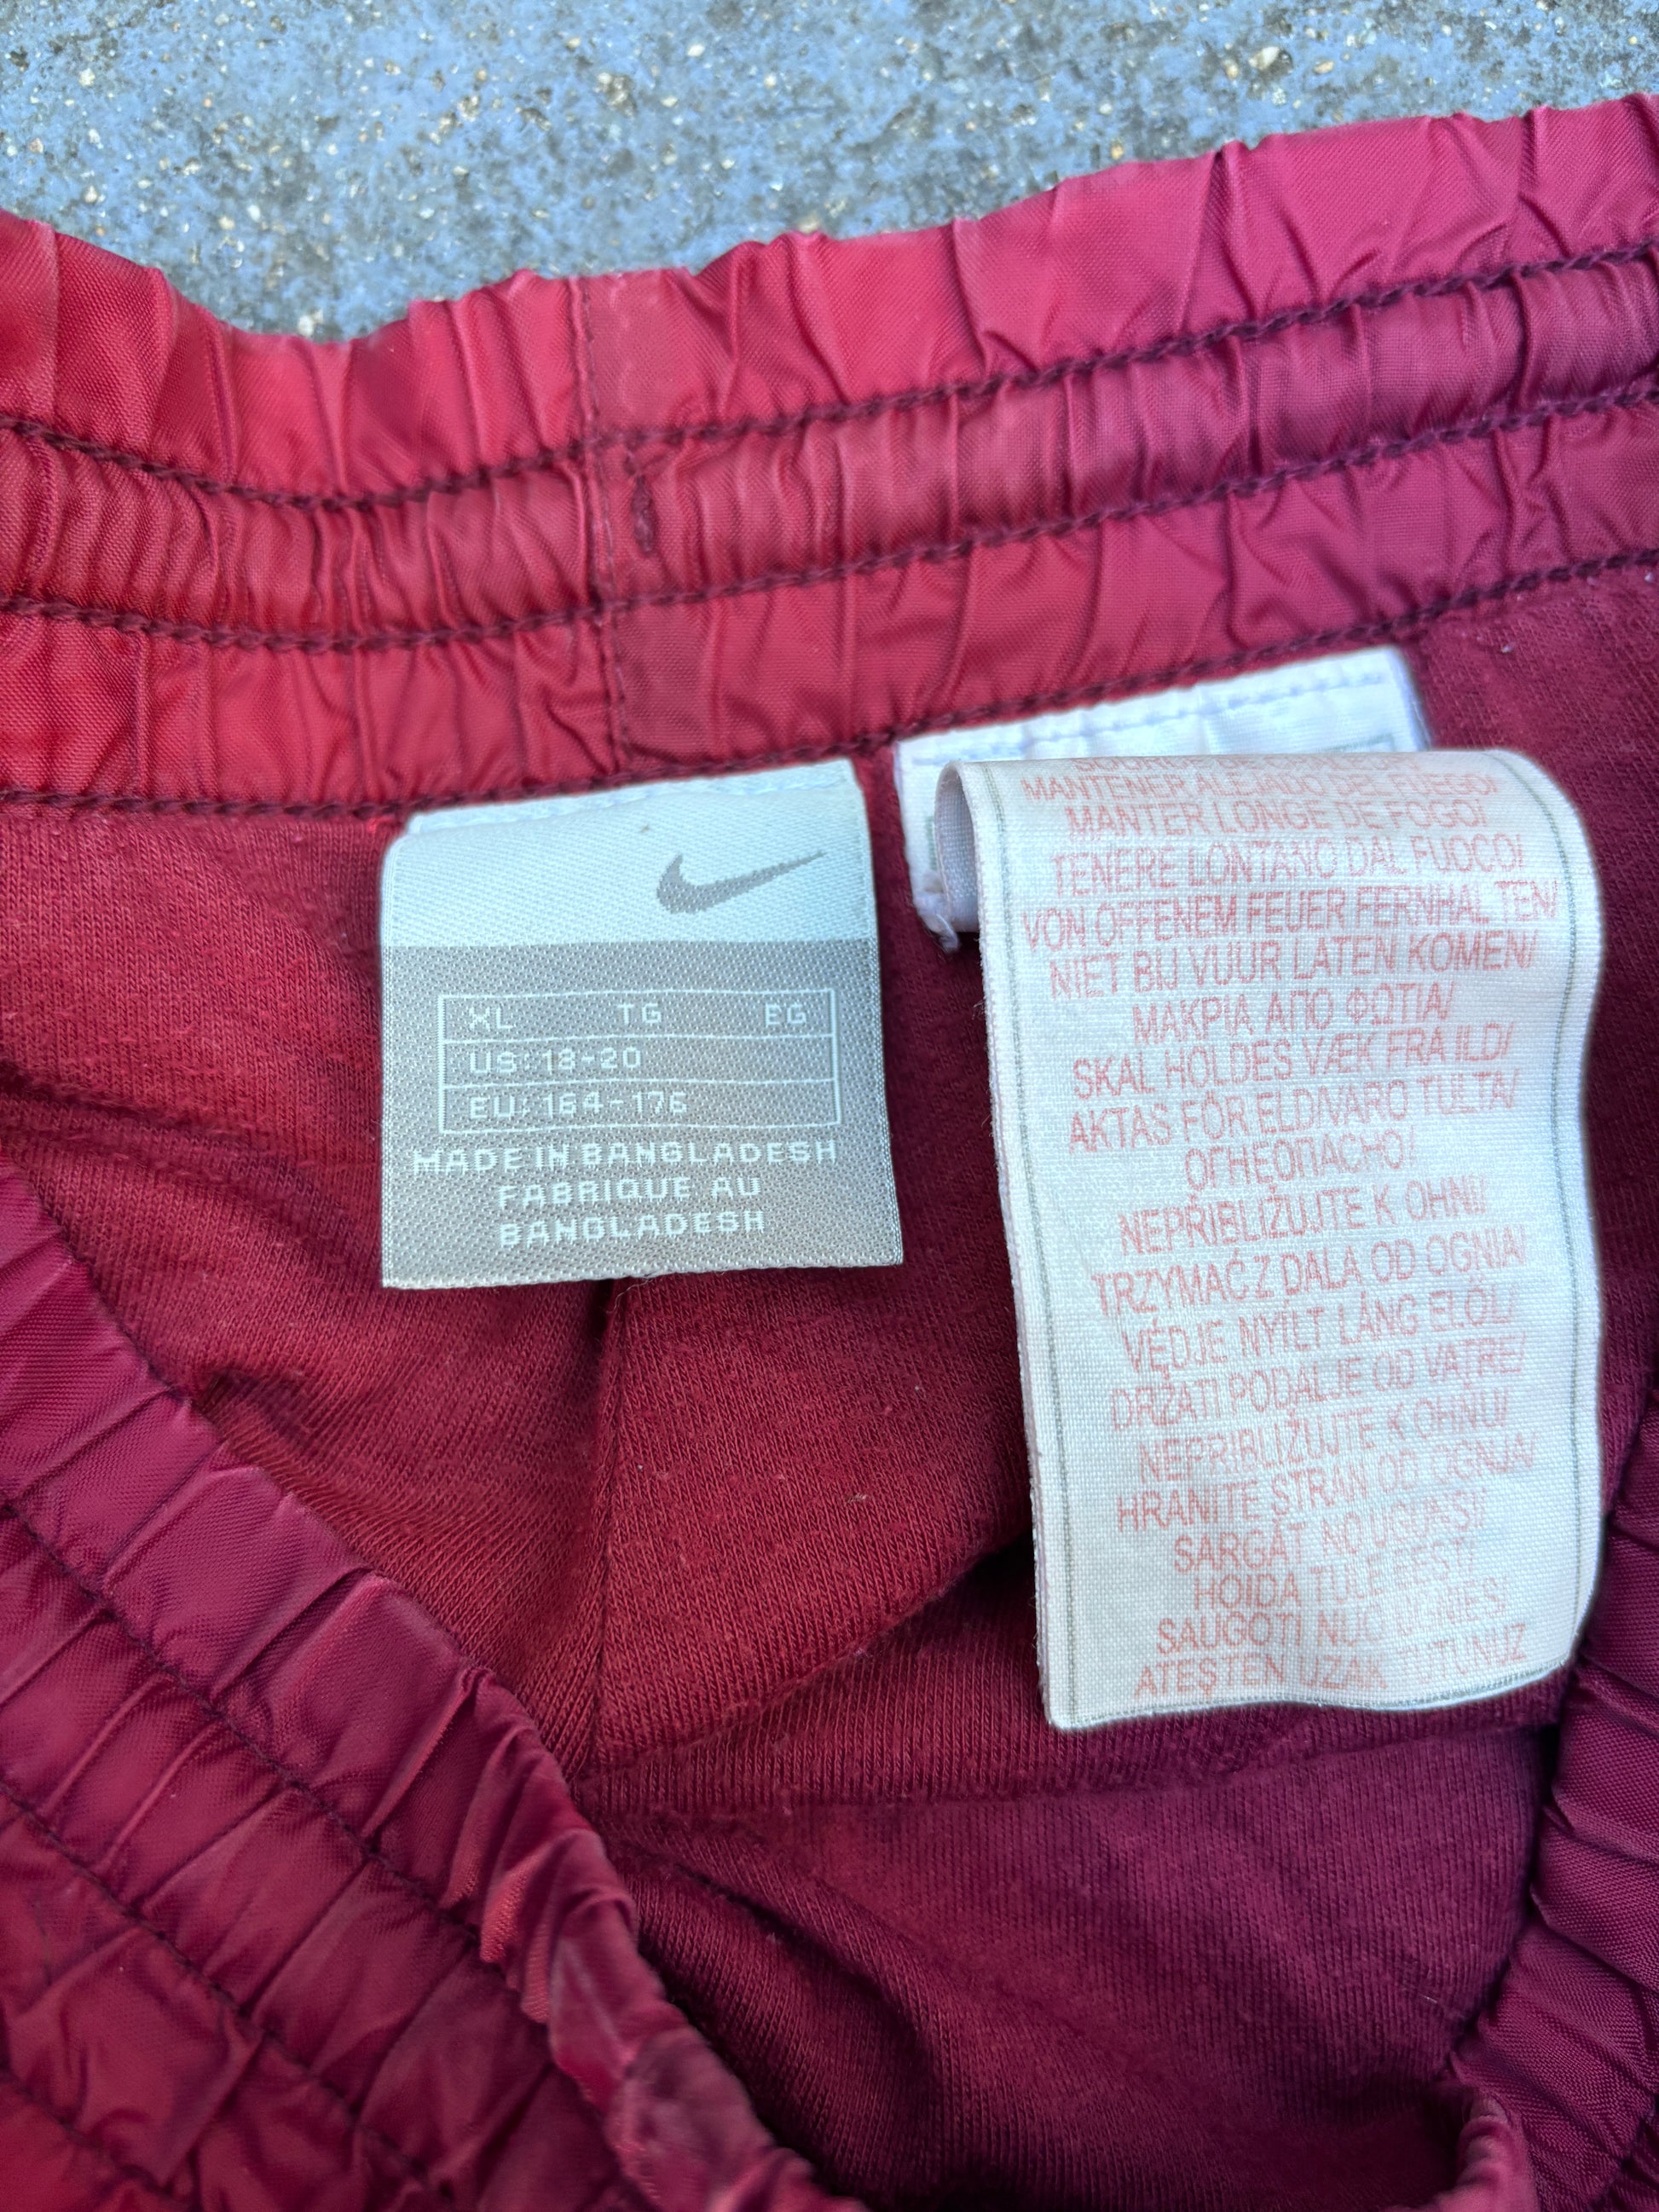 XL TG EG
US: 18-20
EU: 164-176
MADE IN BANGLADESH
FABRIQUE AU
BANGLADESH
MANTENER ALEJADO DEL FUEGO/
MANTER LONGE DE FOGO/
TENERE LONTANO DAL FUOCO/
VON OFFENEM FEUER FERNHALTEN/
NIET BIJ VUUR LATEN KOMEN/
ΜΑΚΡΙΑ ΑΠΟ ΦΩΤΙΑ/
SKAL HOLDES VÆK FRA ILD/
AKTAS FÖR ELD/VARO TULTA/
ОГНЕОПАСНО/
NEPŘIBLIŽUJTE K OHNI/
TRZYMAĆ Z DALA OD OGNIA/
VÉDJE NYÍLT LÁNG ELŐL/
DRŽATI PODALJE OD VATRE/
NEPRIBLIŽUJTE K OHŇU/
HRANITE STRAN OD OGNJA/
SARGĀT NO UGUNS/
HOIDA TULE EEST/
SAUGOTI NUO UGNIES/
ATEŞTEN UZAK TUTUNUZ